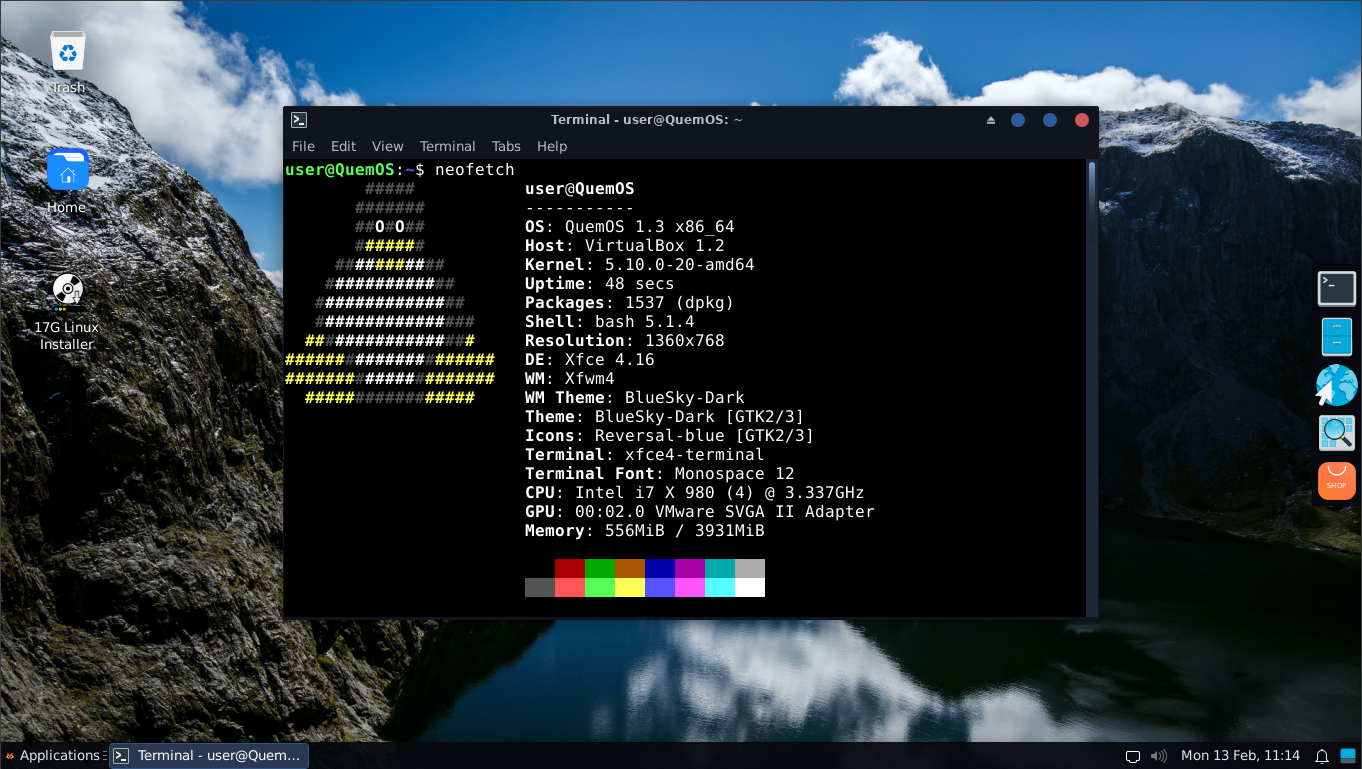 Trash
Home
17G Linux
Installer
Terminal - user@QuemOS: ~
File Edit View Terminal Tabs Help
user@QuemOS:~$ neofetch
#####
#######
##O#O##
#######
###########
#############
###############
################
#################
#####################
#####################
#################
user@QuemOS
-----------
OS: QuemOS 1.3 x86_64
Host: VirtualBox 1.2
Kernel: 5.10.0-20-amd64
Uptime: 48 secs
Packages: 1537 (dpkg)
Shell: bash 5.1.4
Resolution: 1360x768
DE: Xfce 4.16
WM: Xfwm4
WM Theme: BlueSky-Dark
Theme: BlueSky-Dark [GTK2/3]
Icons: Reversal-blue [GTK2/3]
Terminal: xfce4-terminal
Terminal Font: Monospace 12
CPU: Intel i7 X 980 (4) @ 3.337GHz
GPU: 00:02.0 VMware SVGA II Adapter
Memory: 556MiB / 3931MiB
SHOP
Applications
Terminal - user@Quem...
Mon 13 Feb, 11:14